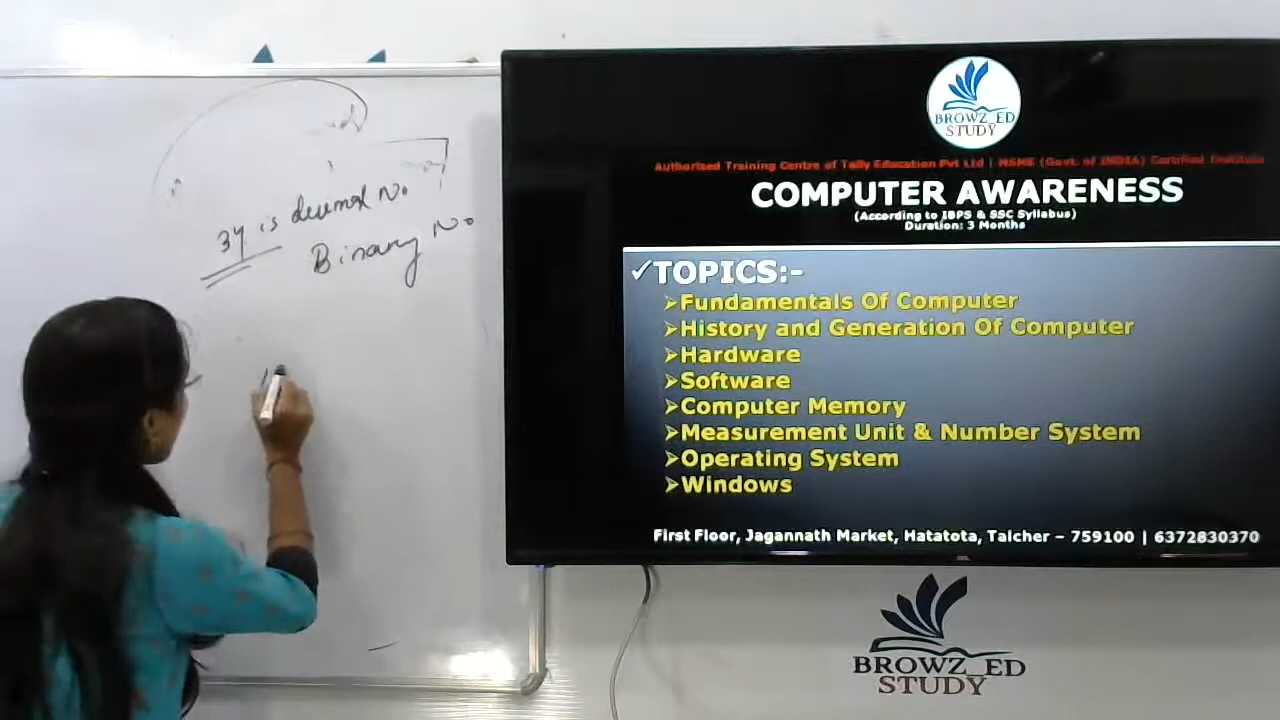 34 is decimal No
Binary No
BROWZ_ED
STUDY
Authorised Training Centre of Tally Education Pvt Ltd | MSME (Govt. of INDIA) Certified Institute
COMPUTER AWARENESS
(According to IBPS & SSC Syllabus)
Duration: 3 Months
✓TOPICS:-
➢Fundamentals Of Computer
➢History and Generation Of Computer
➢Hardware
➢Software
➢Computer Memory
➢Measurement Unit & Number System
➢Operating System
➢Windows
First Floor, Jagannath Market, Hatatota, Talcher – 759100 | 6372830370
BROWZ_ED
STUDY